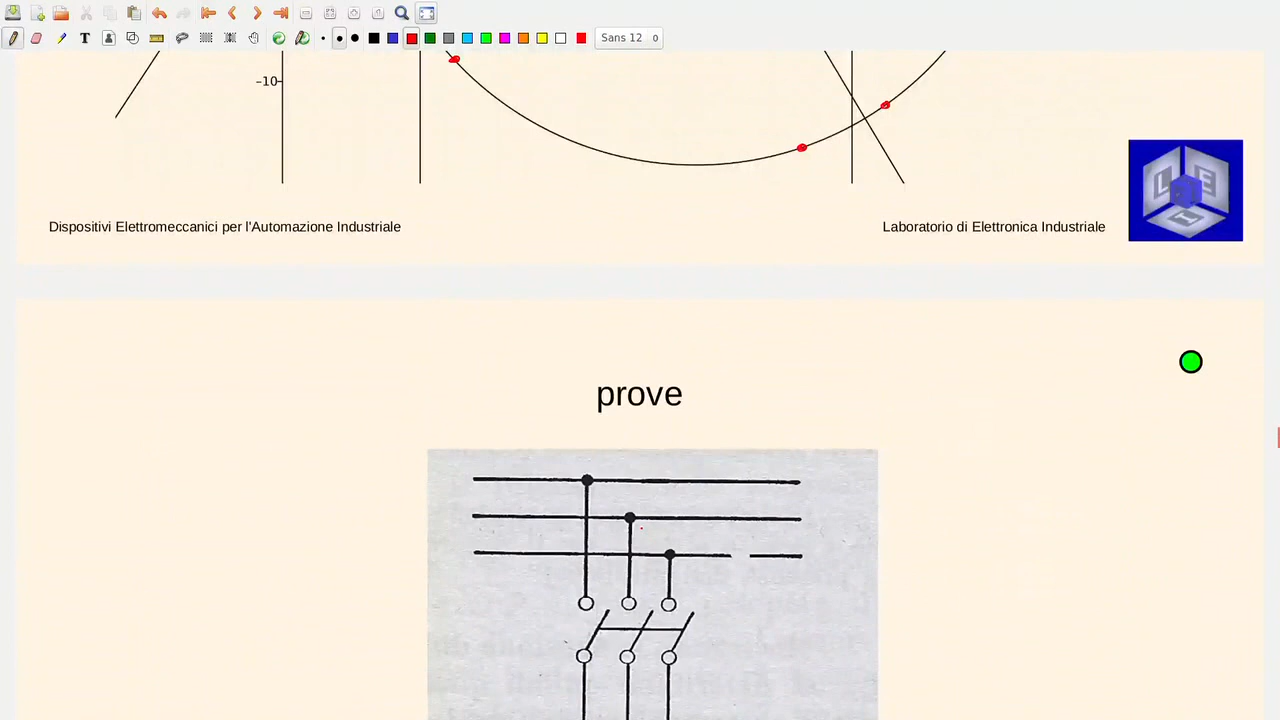 Sans 12
-10
Dispositivi Elettromeccanici per l'Automazione Industriale
Laboratorio di Elettronica Industriale
prove